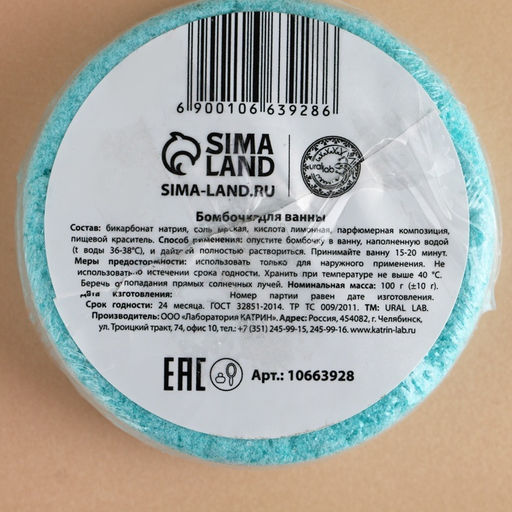 6 900106 639286
SIMA
LAND
SIMA-LAND.RU
ural lab
Бомбочка для ванны
Состав: бикарбонат натрия, соль морская, кислота лимонная, парфюмерная композиция,
пищевой краситель. Способ применения: опустите бомбочку в ванну, наполненную водой
(t воды 36-38°С), и дайте ей полностью раствориться. Принимайте ванну 15-20 минут.
Меры предосторожности: использовать только для наружного применения. Не
использовать по истечении срока годности. Хранить при температуре не выше 40 °С.
Беречь от попадания прямых солнечных лучей. Номинальная масса: 100 г (±10 г).
Дата изготовления: Номер партии равен дате изготовления.
Срок годности: 24 месяца. ГОСТ 32851-2014. ТР ТС 009/2011. ТМ: URAL LAB.
Производитель: ООО «Лаборатория КАТРИН». Адрес: Россия, 454082, г. Челябинск,
ул. Троицкий тракт, 74, офис 10, тел.: +7 (351) 245-99-15, 245-99-16. www.katrin-lab.ru
EAC Арт.: 10663928